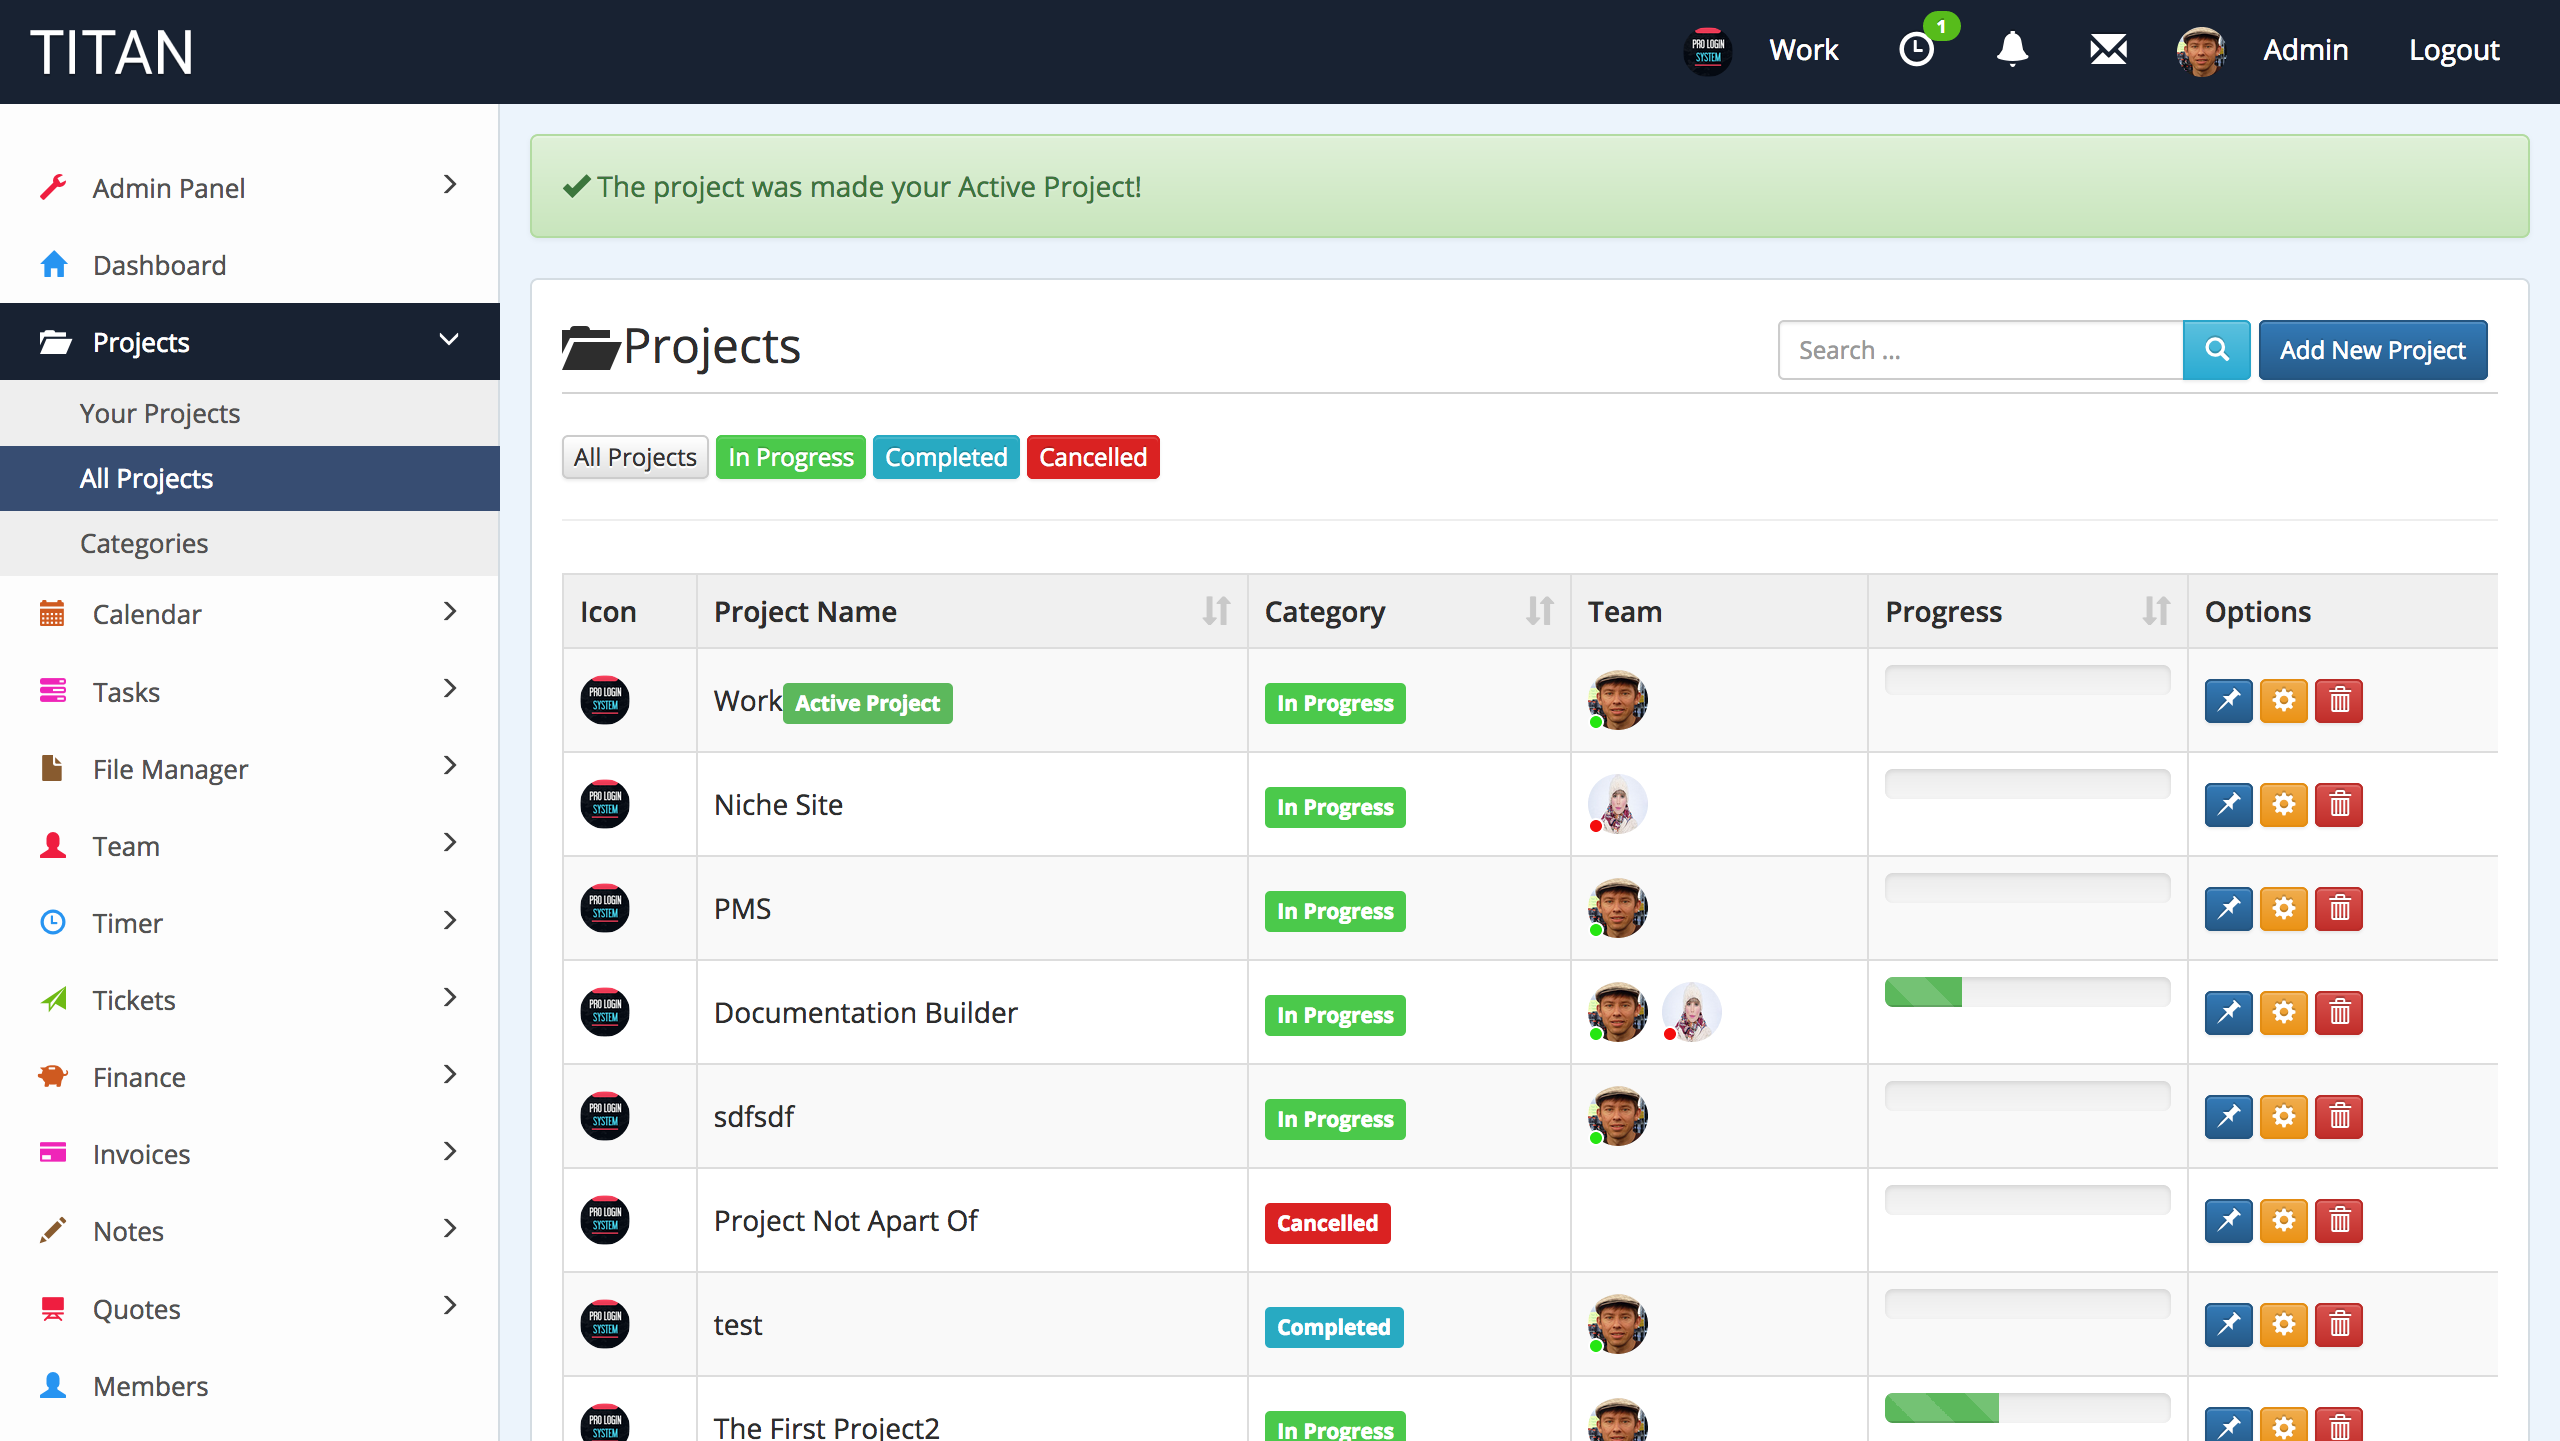 TITAN
PRO LOGIN
SYSTEM
Work
1
Admin
Logout
Admin Panel
Dashboard
Projects
Your Projects
All Projects
Categories
Calendar
Tasks
File Manager
Team
Timer
Tickets
Finance
Invoices
Notes
Quotes
Members
The project was made your Active Project!
Projects
Search ...
Add New Project
All Projects In Progress Completed Cancelled
Icon Project Name Category Team Progress Options
PRO LOGIN
SYSTEM
Work Active Project In Progress
PRO LOGIN
SYSTEM
Niche Site In Progress
PRO LOGIN
SYSTEM
PMS In Progress
PRO LOGIN
SYSTEM
Documentation Builder In Progress
PRO LOGIN
SYSTEM
sdfsdf In Progress
PRO LOGIN
SYSTEM
Project Not Apart Of Cancelled
PRO LOGIN
SYSTEM
test Completed
PRO LOGIN
SYSTEM
The First Project2 In Progress